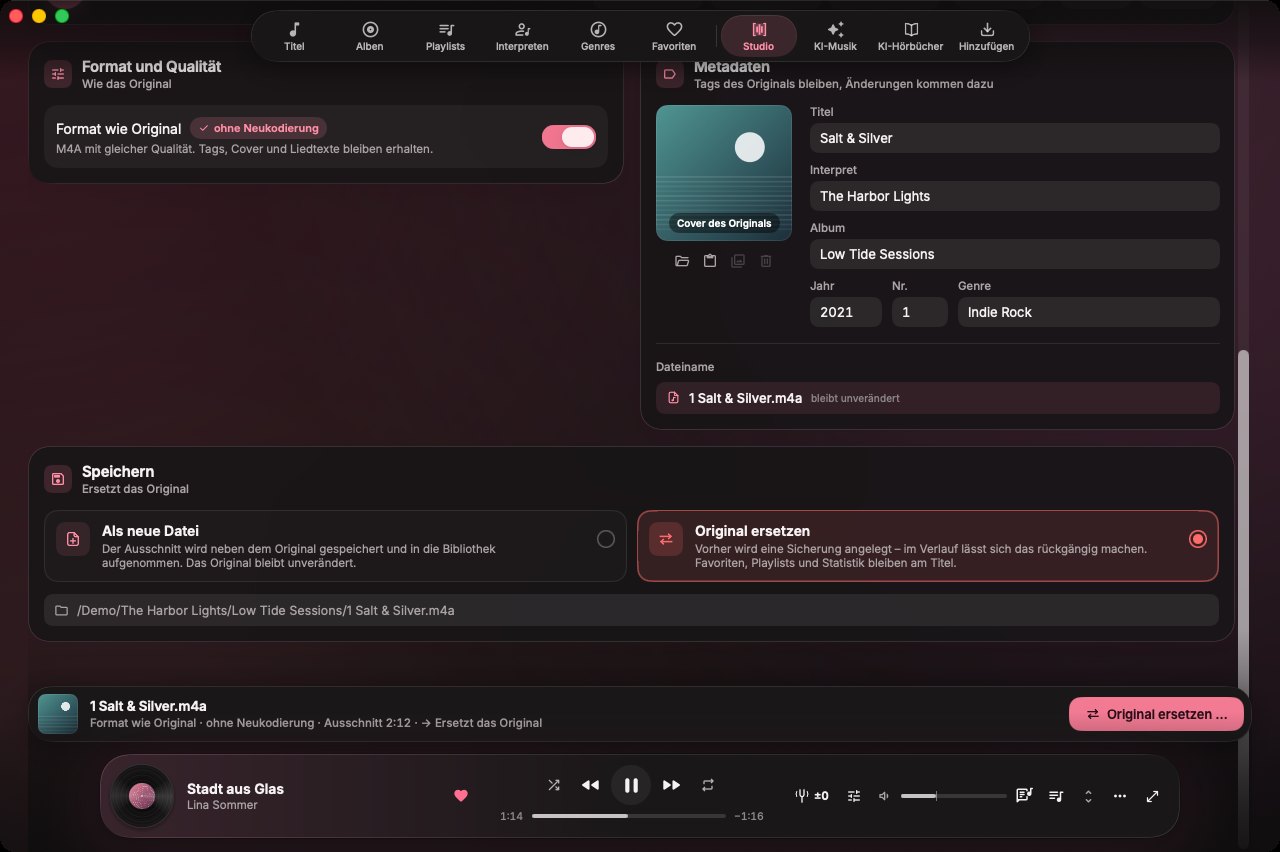 Titel
Alben
Playlists
Interpreten
Genres
Favoriten
Studio
KI-Musik
KI-Hörbücher
Hinzufügen
Format und Qualität
Wie das Original
Format wie Original
ohne Neukodierung
M4A mit gleicher Qualität. Tags, Cover und Liedtexte bleiben erhalten.
Metadaten
Tags des Originals bleiben, Änderungen kommen dazu
Cover des Originals
Titel
Salt & Silver
Interpret
The Harbor Lights
Album
Low Tide Sessions
Jahr
Nr.
Genre
2021
1
Indie Rock
Dateiname
1 Salt & Silver.m4a
bleibt unverändert
Speichern
Ersetzt das Original
Als neue Datei
Der Ausschnitt wird neben dem Original gespeichert und in die Bibliothek
aufgenommen. Das Original bleibt unverändert.
Original ersetzen
Vorher wird eine Sicherung angelegt – im Verlauf lässt sich das rückgängig machen.
Favoriten, Playlists und Statistik bleiben am Titel.
/Demo/The Harbor Lights/Low Tide Sessions/1 Salt & Silver.m4a
1 Salt & Silver.m4a
Format wie Original · ohne Neukodierung · Ausschnitt 2:12 · → Ersetzt das Original
Original ersetzen …
Stadt aus Glas
Lina Sommer
1:14
−1:16
±0